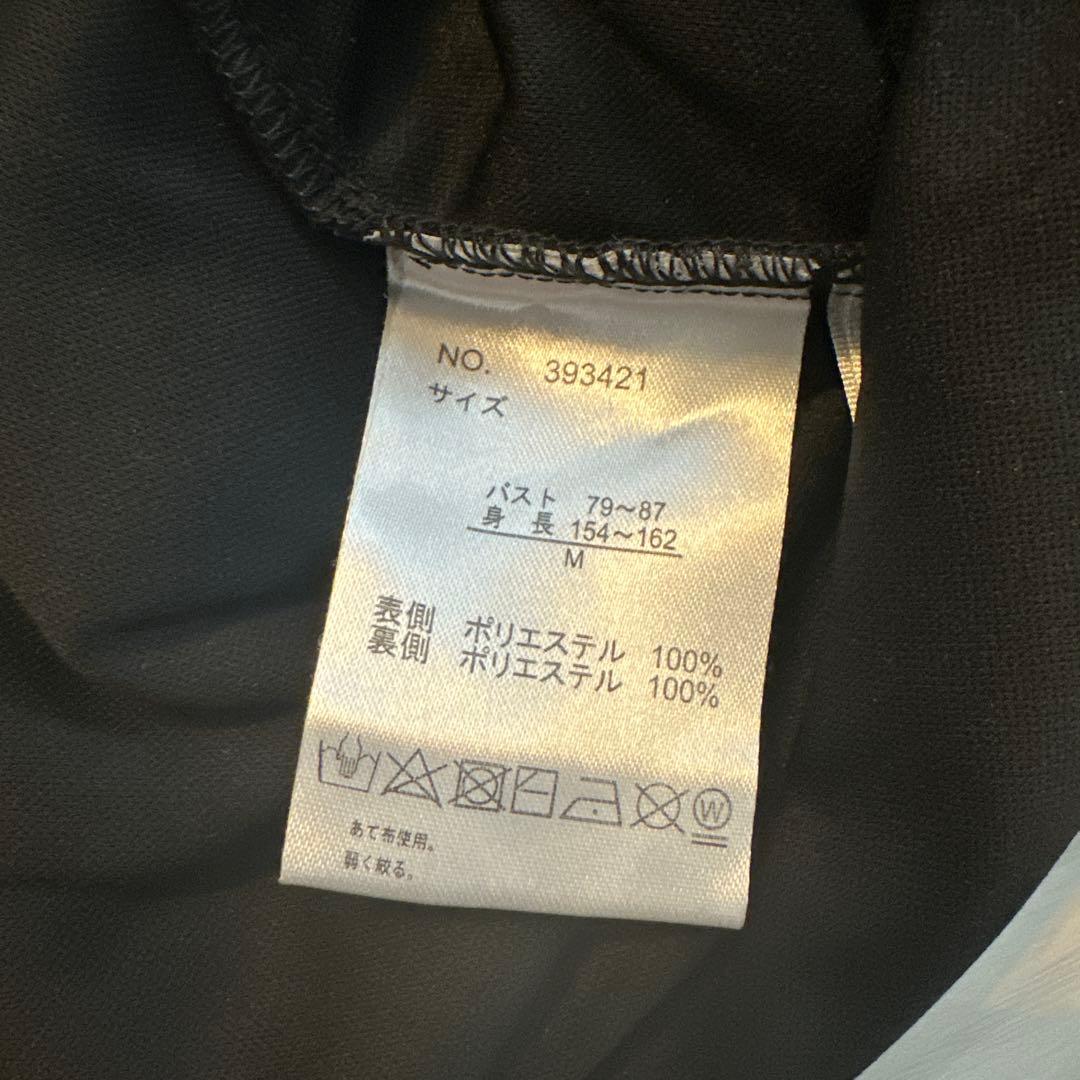 NO. 393421
サイズ
バスト 79～87
身長 154～162
M
表側 ポリエステル 100%
裏側 ポリエステル 100%
W
あて布使用。
弱く絞る。